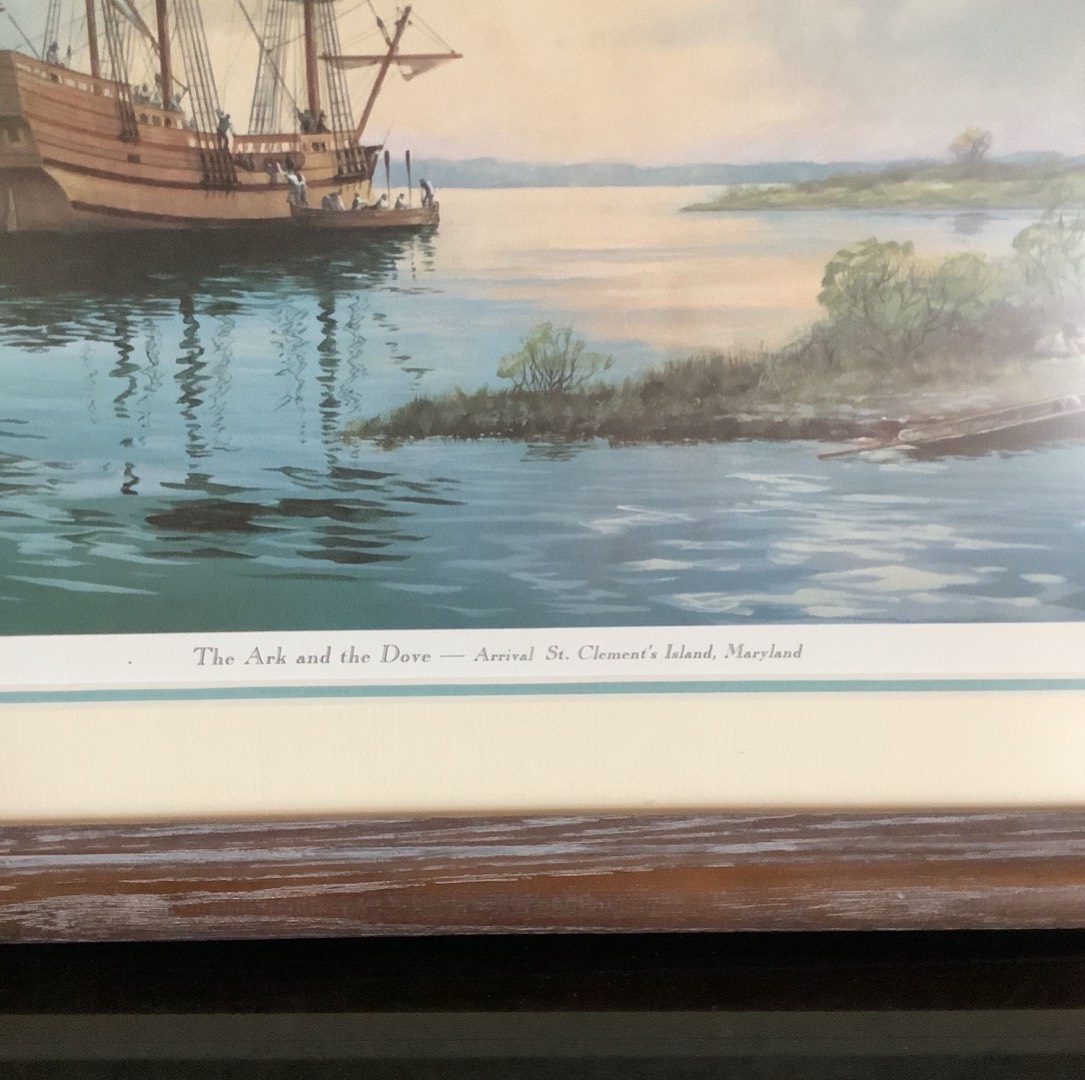 The Ark and the Dove — Arrival St. Clement's Island, Maryland